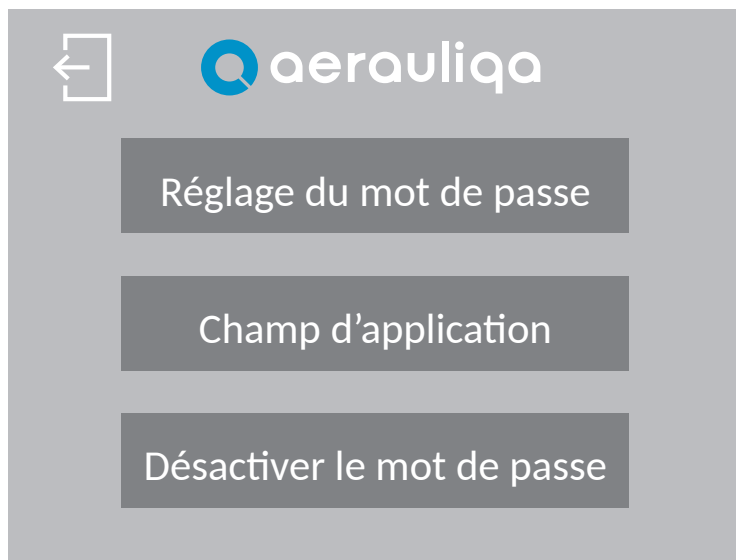 aerauliqa
Réglage du mot de passe
Champ d’application
Désactiver le mot de passe